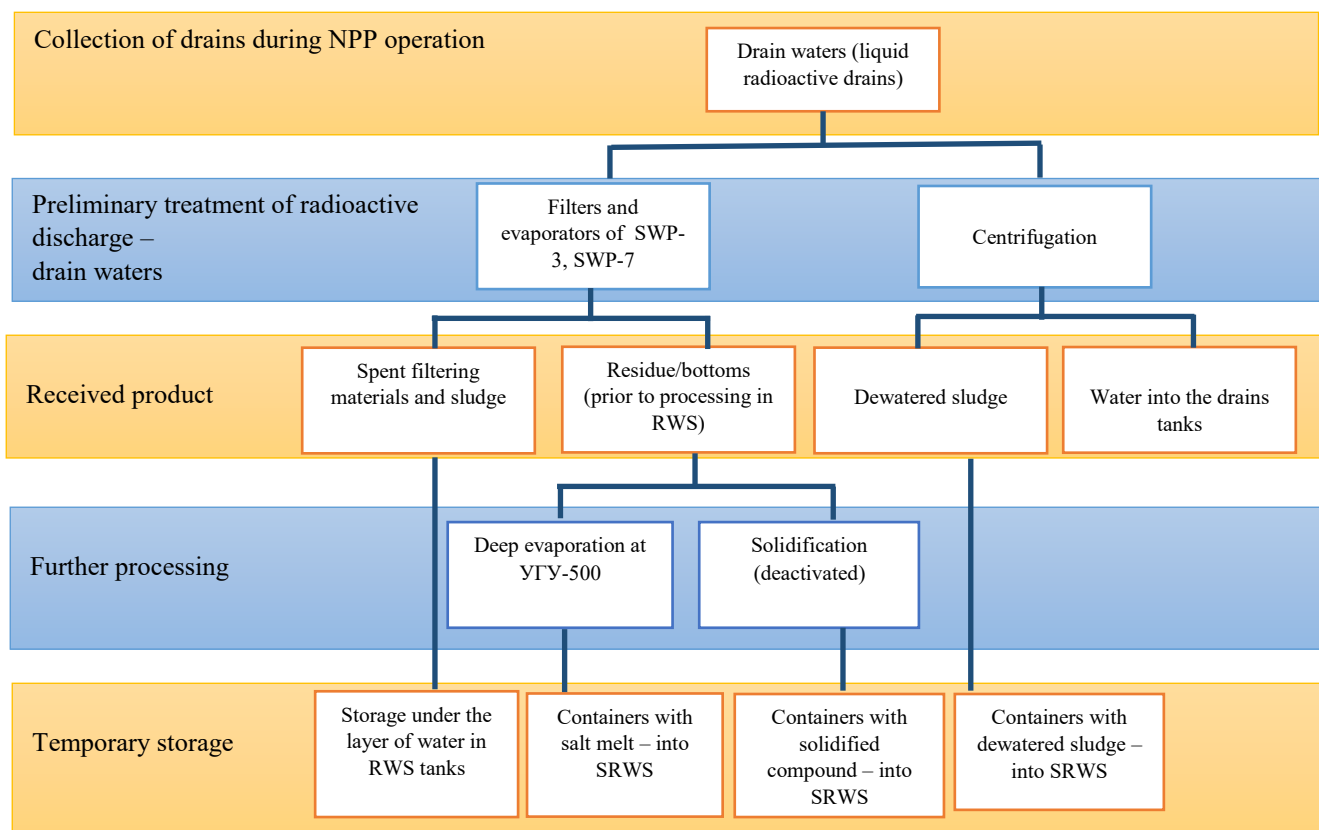 Collection of drains during NPP operation
Drain waters (liquid
radioactive drains)
Preliminary treatment of radioactive
discharge –
drain waters
Filters and
evaporators of SWP-
3, SWP-7
Centrifugation
Received product
Spent filtering
materials and sludge
Residue/bottoms
(prior to processing in
RWS)
Dewatered sludge
Water into the drains
tanks
Further processing
Deep evaporation at
УГУ-500
Solidification
(deactivated)
Temporary storage
Storage under the
layer of water in
RWS tanks
Containers with
salt melt – into
SRWS
Containers with
solidified
compound – into
SRWS
Containers with
dewatered sludge –
into SRWS